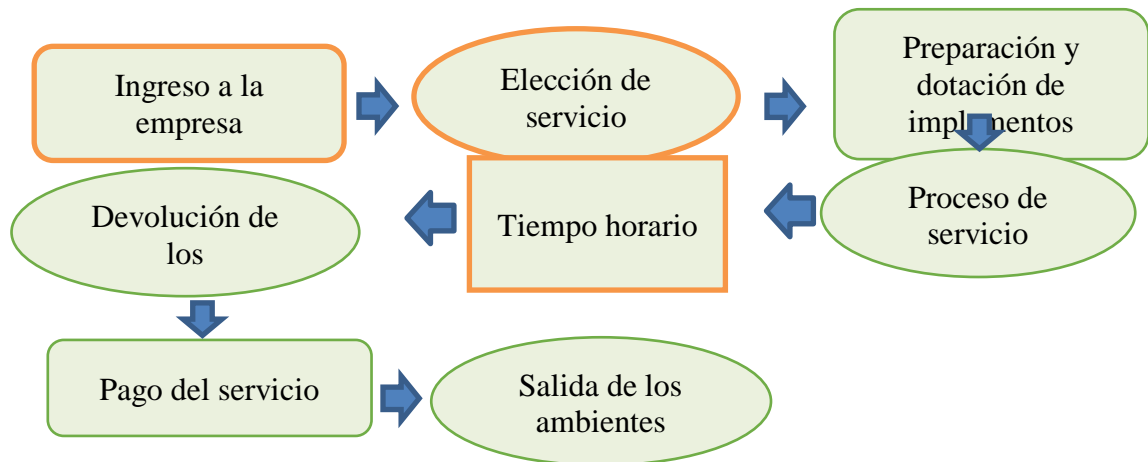 Ingreso a la
empresa
Elección de
servicio
Preparación y
dotación de
implementos
Proceso de
servicio
Tiempo horario
Devolución de
los
Pago del servicio
Salida de los
ambientes